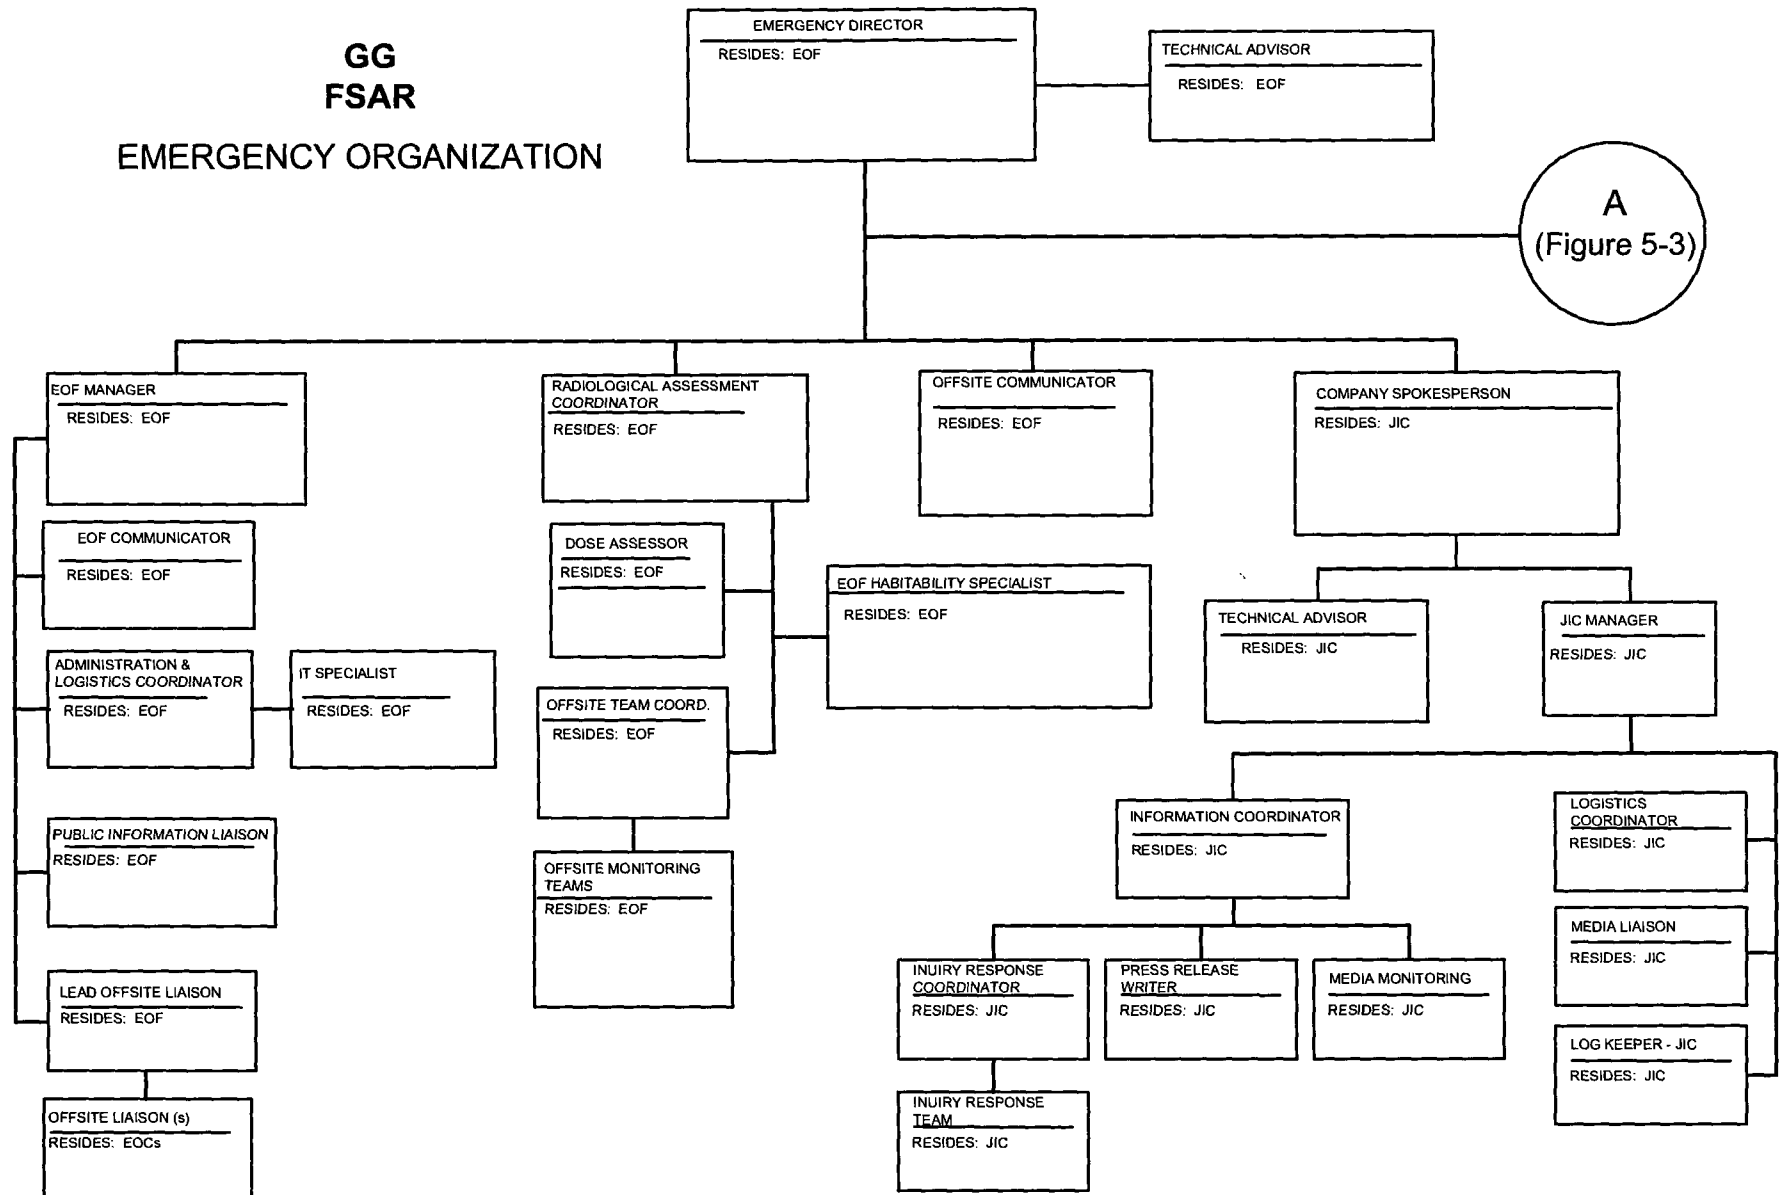 GG
FSAR
EMERGENCY ORGANIZATION
EMERGENCY DIRECTOR
RESIDES: EOF
TECHNICAL ADVISOR
RESIDES: EOF
A
(Figure 5-3)
EOF MANAGER
RESIDES: EOF
RADIOLOGICAL ASSESSMENT
COORDINATOR
RESIDES: EOF
OFFSITE COMMUNICATOR
RESIDES: EOF
COMPANY SPOKESPERSON
RESIDES: JIC
EOF COMMUNICATOR
RESIDES: EOF
DOSE ASSESSOR
RESIDES: EOF
EOF HABITABILITY SPECIALIST
RESIDES: EOF
TECHNICAL ADVISOR
RESIDES: JIC
JIC MANAGER
RESIDES: JIC
ADMINISTRATION &
LOGISTICS COORDINATOR
RESIDES: EOF
IT SPECIALIST
RESIDES: EOF
OFFSITE TEAM COORD.
RESIDES: EOF
PUBLIC INFORMATION LIAISON
RESIDES: EOF
OFFSITE MONITORING
TEAMS
RESIDES: EOF
INFORMATION COORDINATOR
RESIDES: JIC
LOGISTICS
COORDINATOR
RESIDES: JIC
MEDIA LIAISON
RESIDES: JIC
LEAD OFFSITE LIAISON
RESIDES: EOF
INUIRY RESPONSE
COORDINATOR
RESIDES: JIC
PRESS RELEASE
WRITER
RESIDES: JIC
MEDIA MONITORING
RESIDES: JIC
LOG KEEPER - JIC
RESIDES: JIC
OFFSITE LIAISON (s)
RESIDES: EOCs
INUIRY RESPONSE
TEAM
RESIDES: JIC